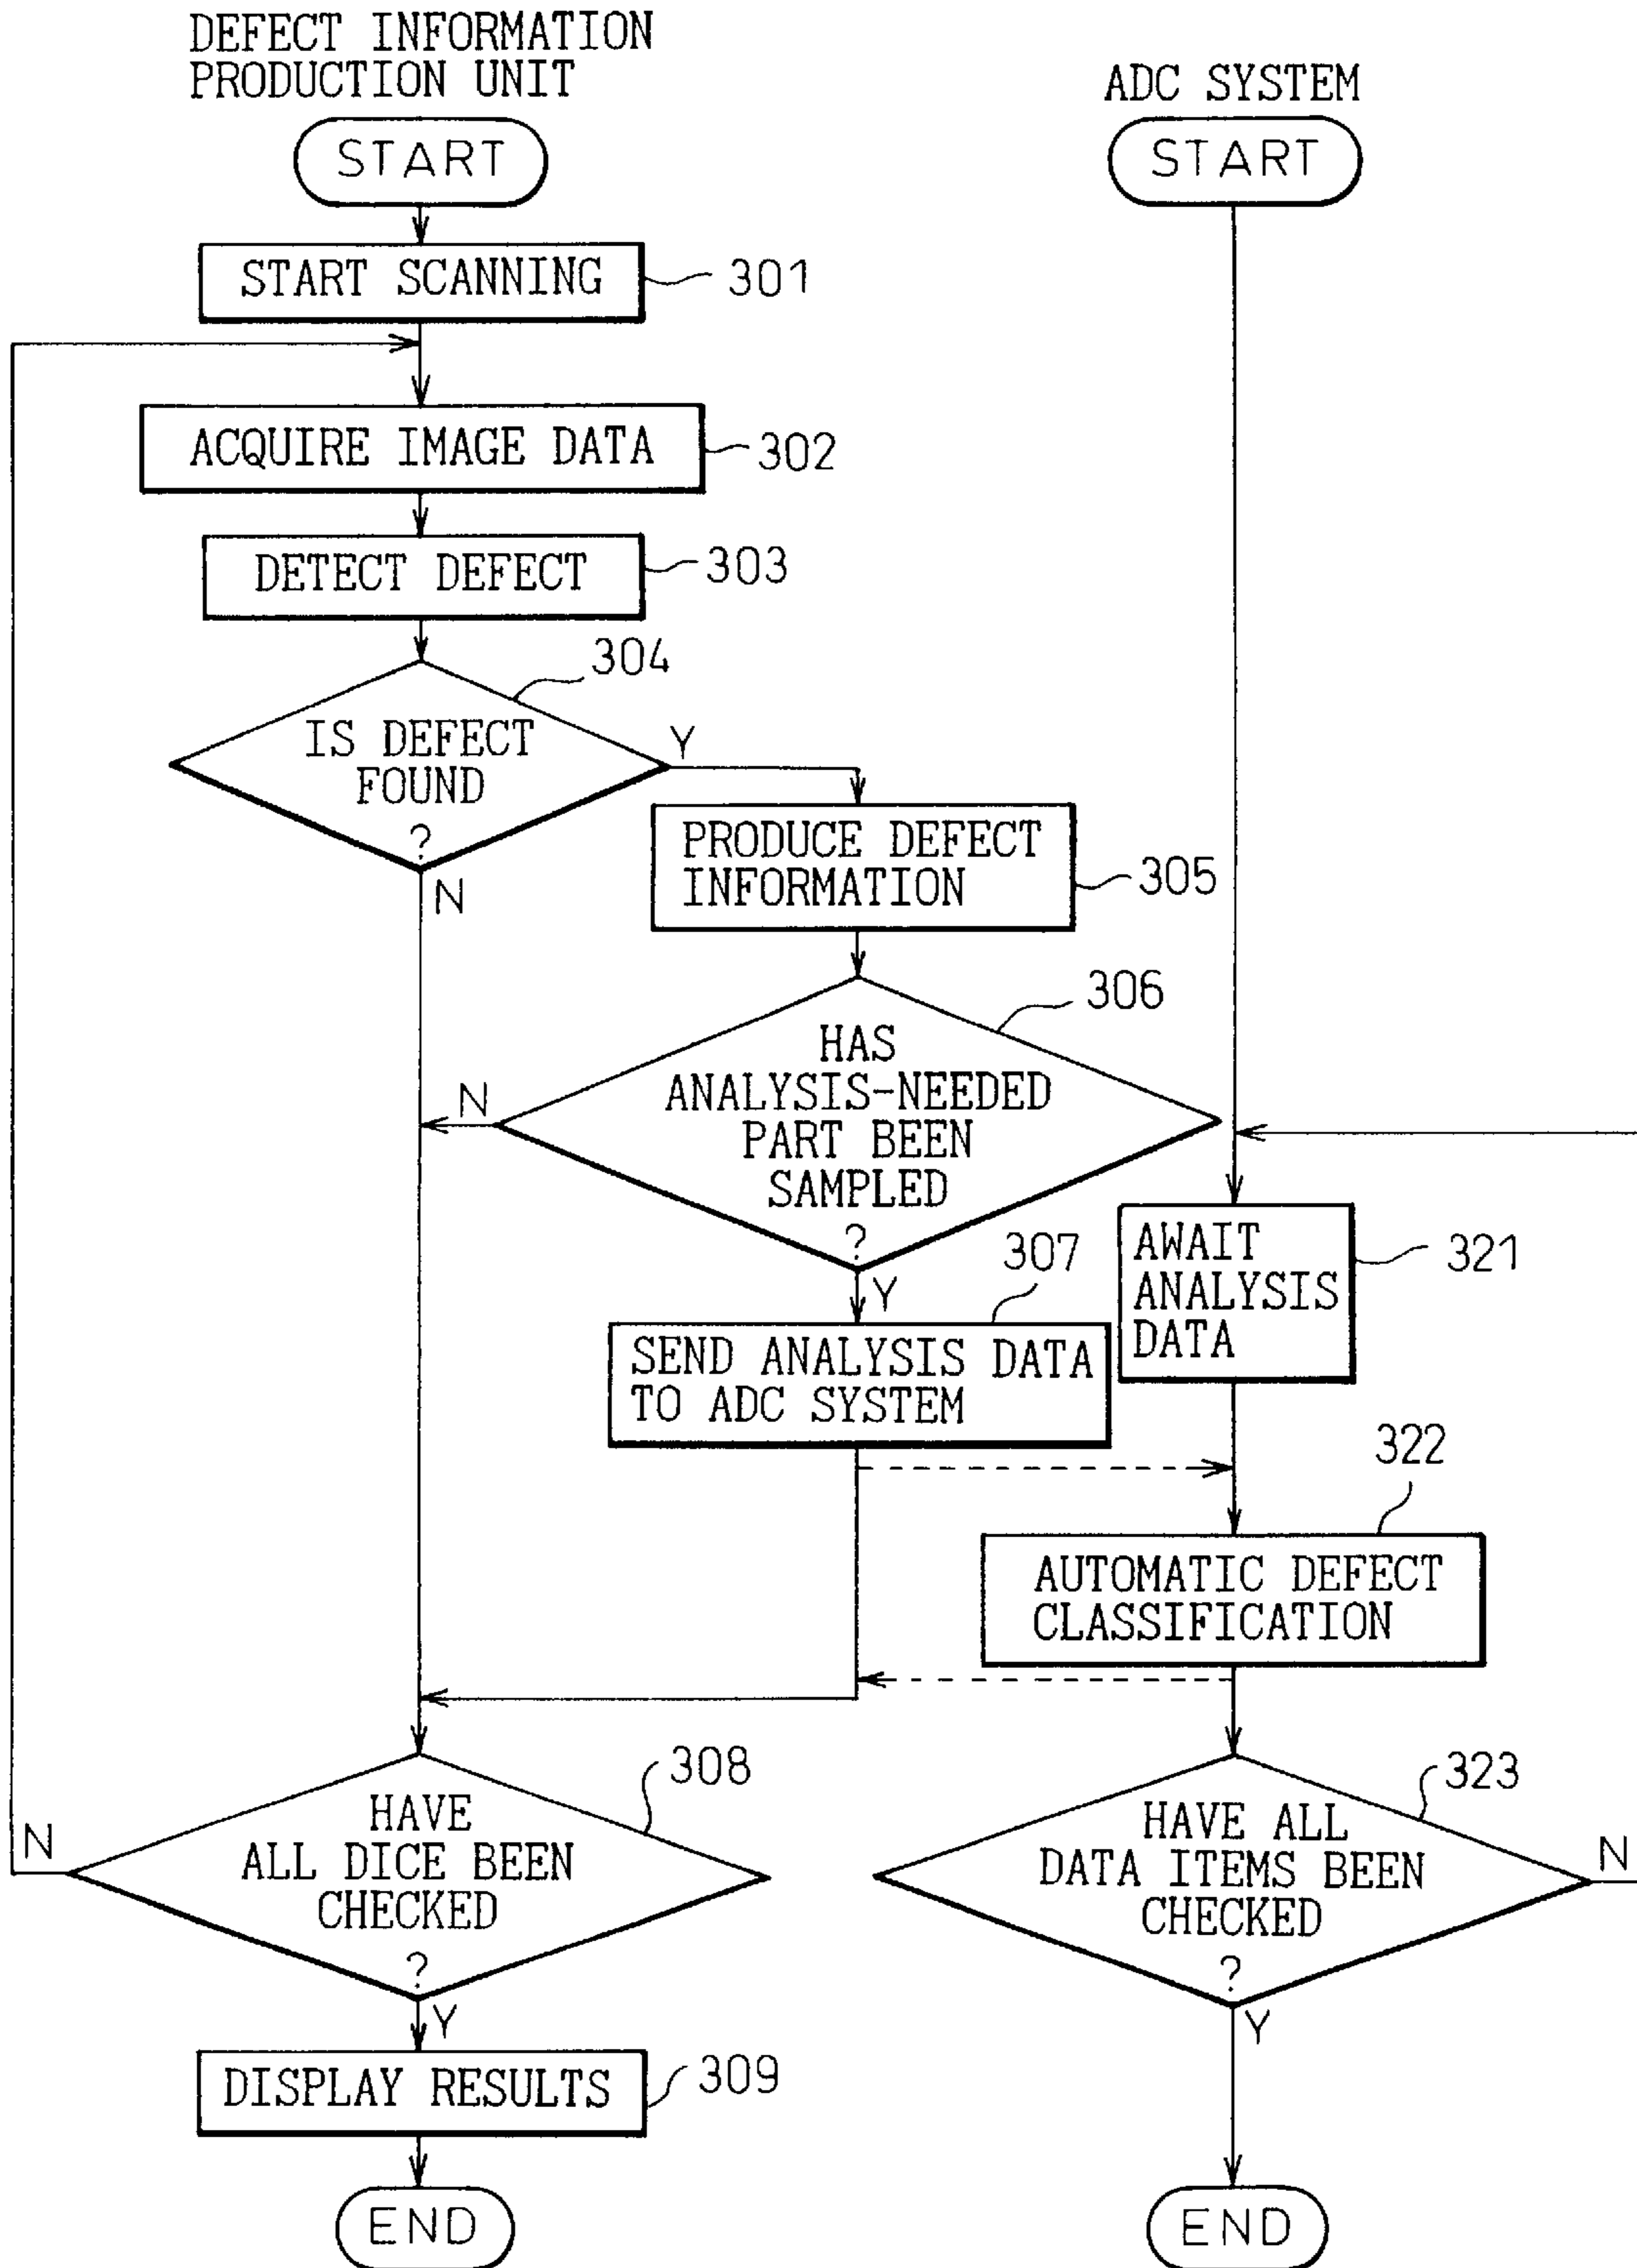 DEFECT INFORMATION
PRODUCTION UNIT
START
START SCANNING
301
ACQUIRE IMAGE DATA
302
DETECT DEFECT
303
304
IS DEFECT
FOUND
?
Y
N
PRODUCE DEFECT
INFORMATION
305
306
HAS
ANALYSIS-NEEDED
PART BEEN
SAMPLED
?
N
Y
307
SEND ANALYSIS DATA
TO ADC SYSTEM
308
HAVE
ALL DICE BEEN
CHECKED
?
N
Y
DISPLAY RESULTS
309
END
ADC SYSTEM
START
AWAIT
ANALYSIS
DATA
321
322
AUTOMATIC DEFECT
CLASSIFICATION
323
HAVE ALL
DATA ITEMS BEEN
CHECKED
?
N
Y
END